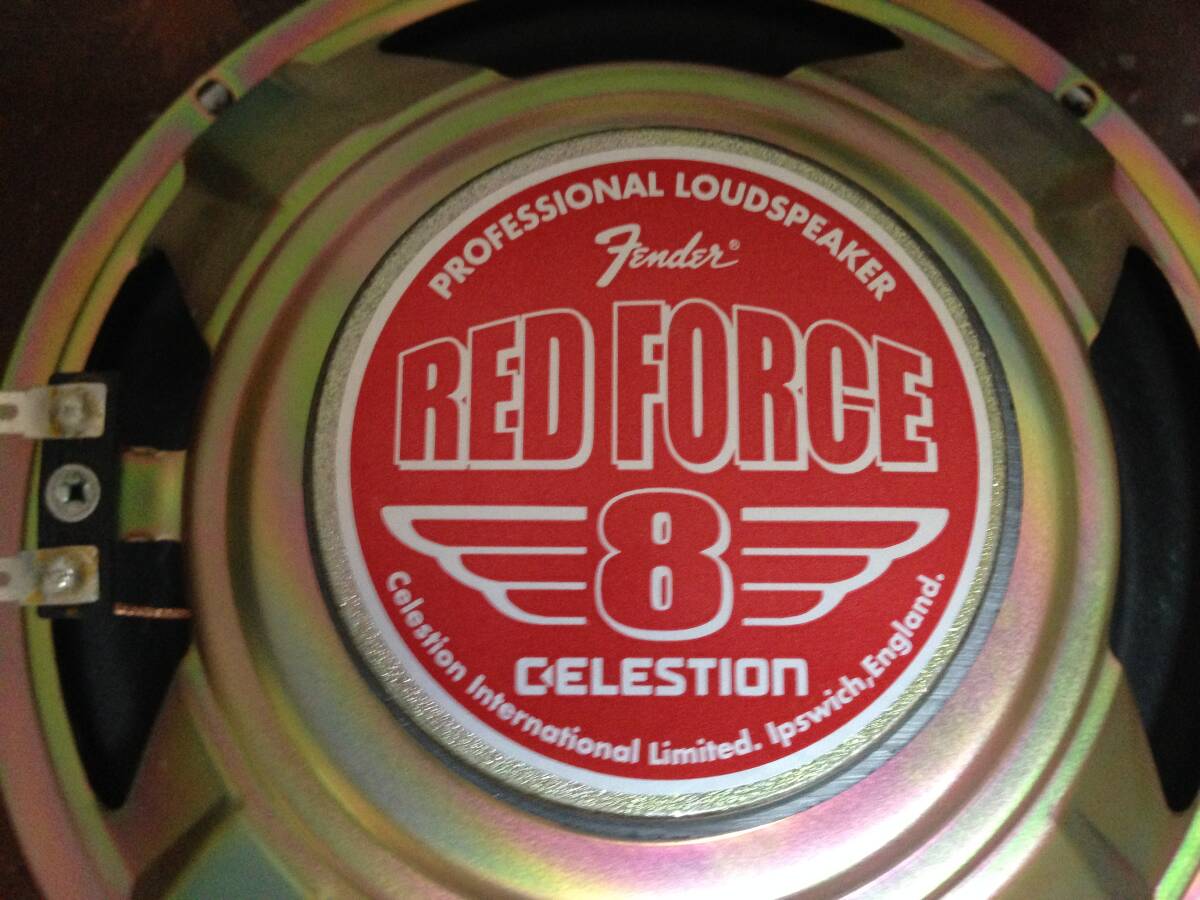 PROFESSIONAL LOUDSPEAKER
Fender®
RED FORCE
8
CELESTION
Celestion International Limited. Ipswich, England.